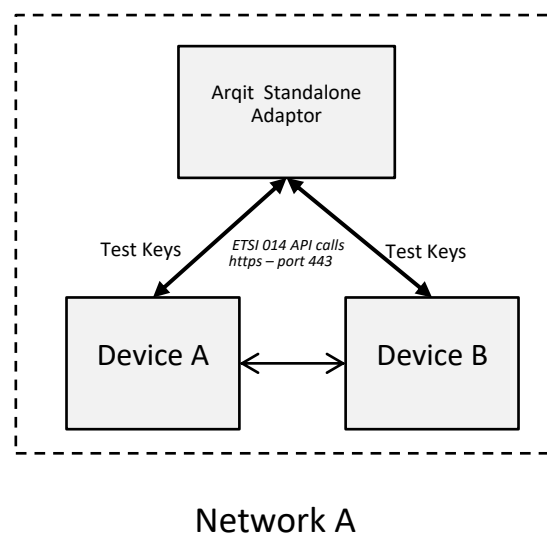 Arqit Standalone
Adaptor
Test Keys
ETSI 014 API calls
https – port 443
Test Keys
Device A
Device B
Network A